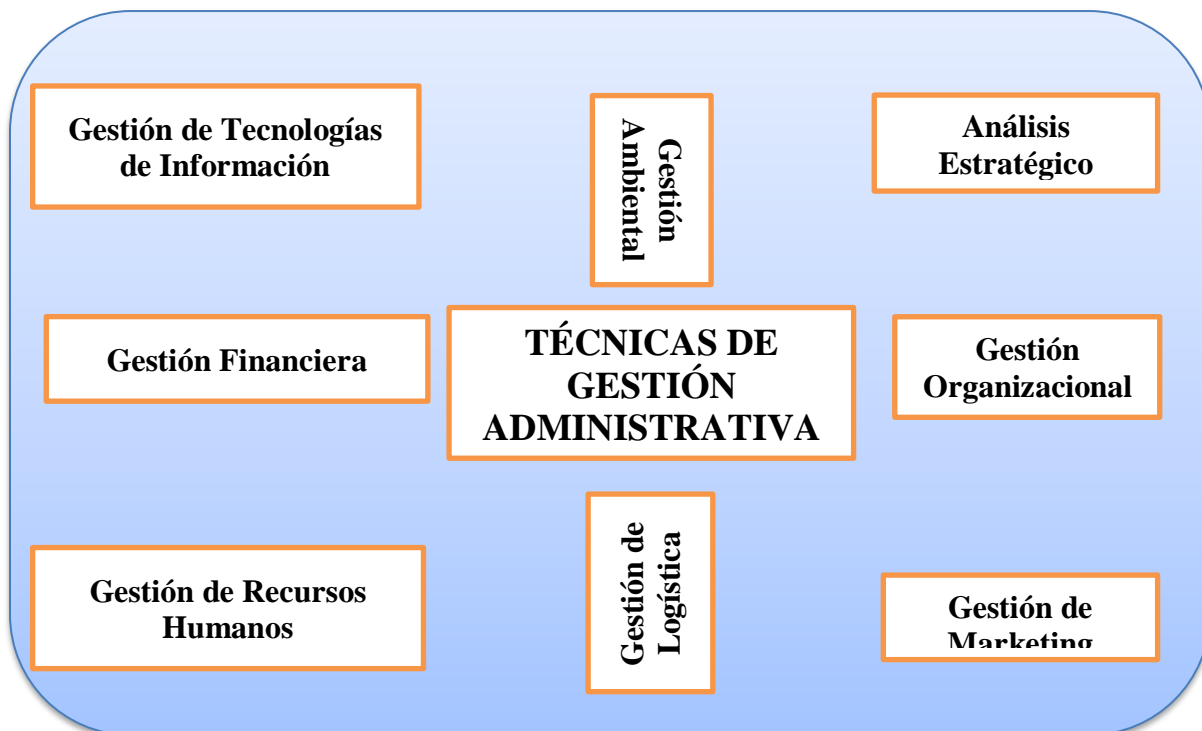 Gestión de Tecnologías
de Información
Gestión
Ambiental
Análisis
Estratégico
Gestión Financiera
TÉCNICAS DE
GESTIÓN
ADMINISTRATIVA
Gestión
Organizacional
Gestión de Recursos
Humanos
Gestión de
Logística
Gestión de
Marketing